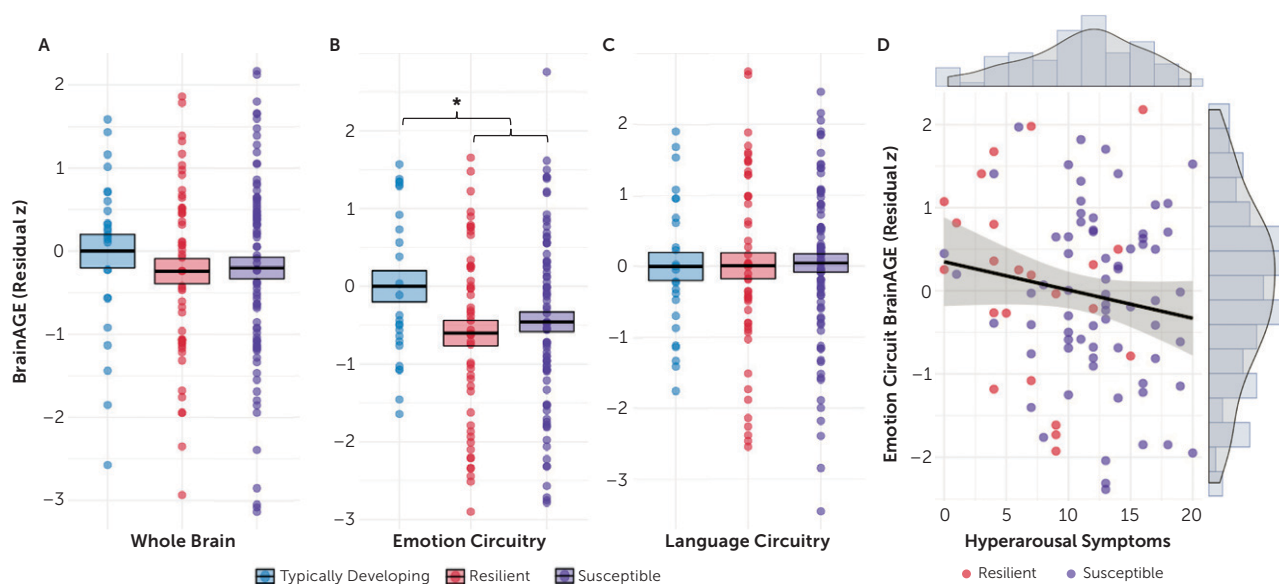 A
B
C
D
BrainAGE (Residual z)
2
1
0
−1
−2
−3
Whole Brain
*
2
1
0
−1
−2
−3
Emotion Circuitry
2
1
0
−1
−2
−3
Language Circuitry
Emotion Circuit BrainAGE (Residual z)
2
1
0
−1
−2
0 5 10 15 20
Hyperarousal Symptoms
Typically Developing Resilient Susceptible
Resilient Susceptible